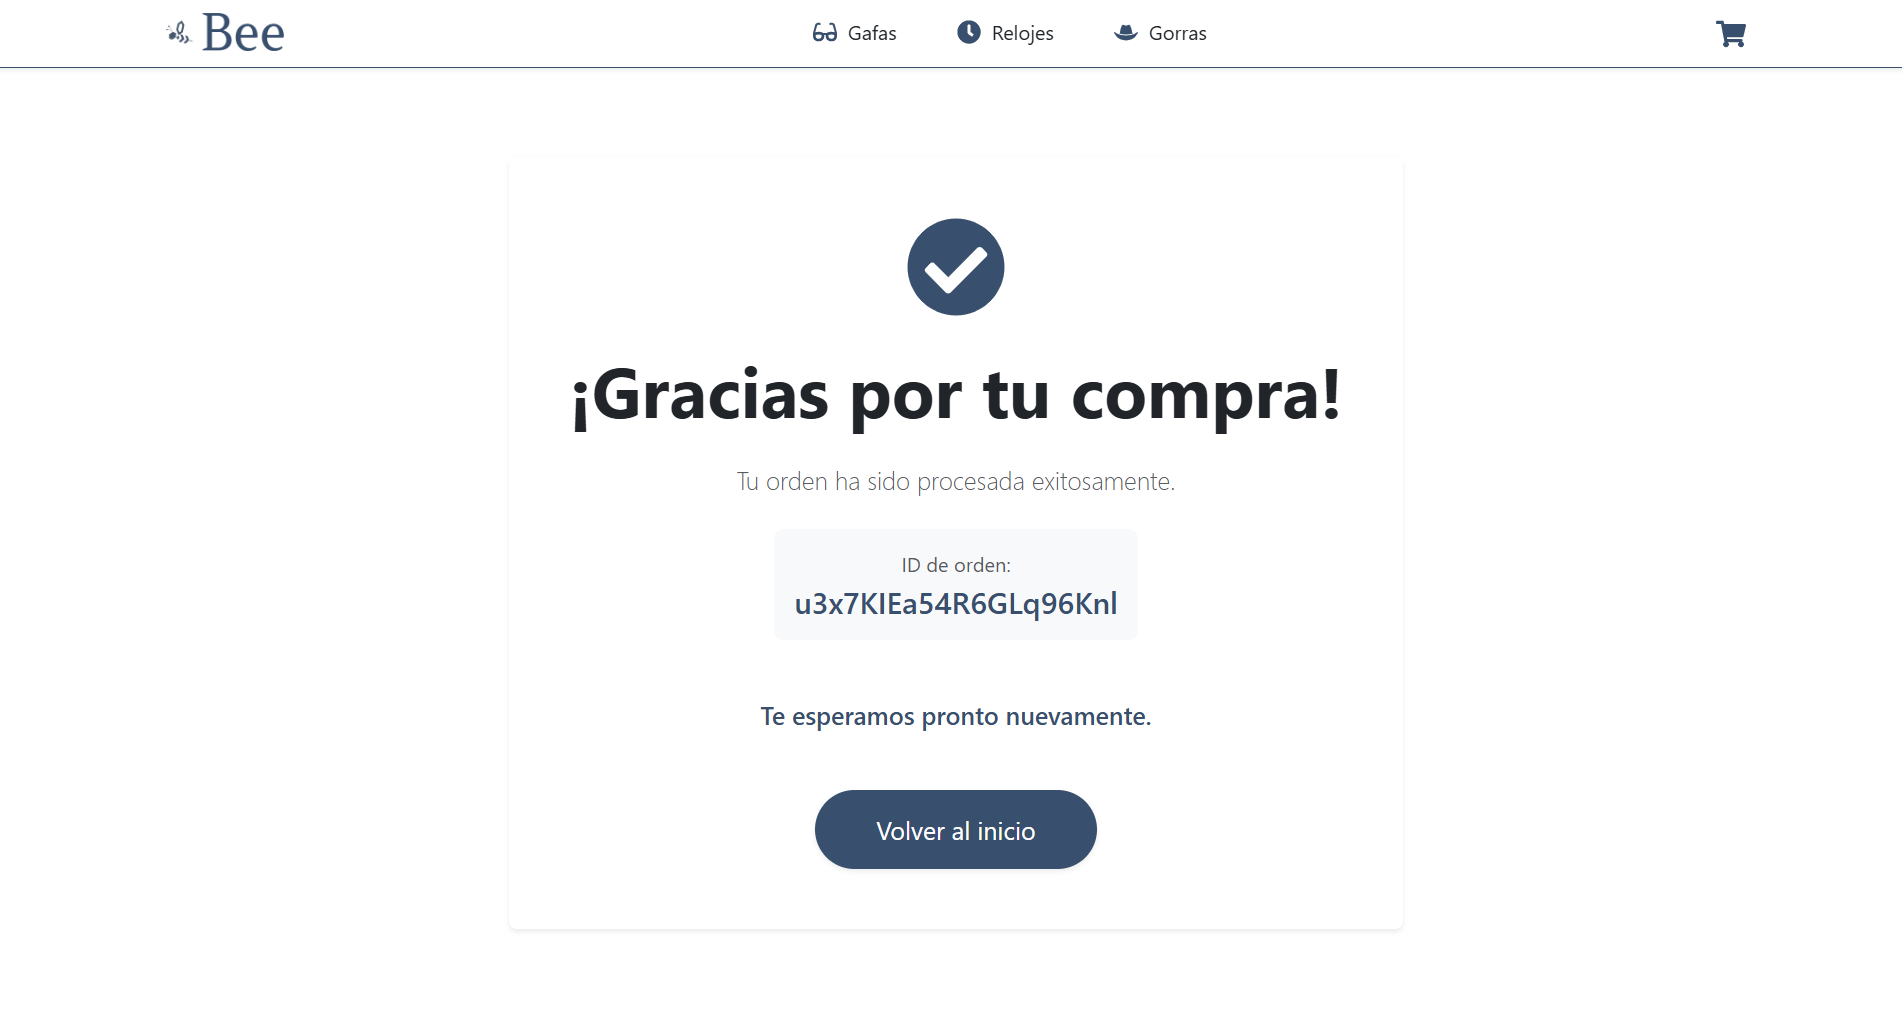 Bee
Gafas
Relojes
Gorras
¡Gracias por tu compra!
Tu orden ha sido procesada exitosamente.
ID de orden:
u3x7KIEa54R6GLq96Knl
Te esperamos pronto nuevamente.
Volver al inicio